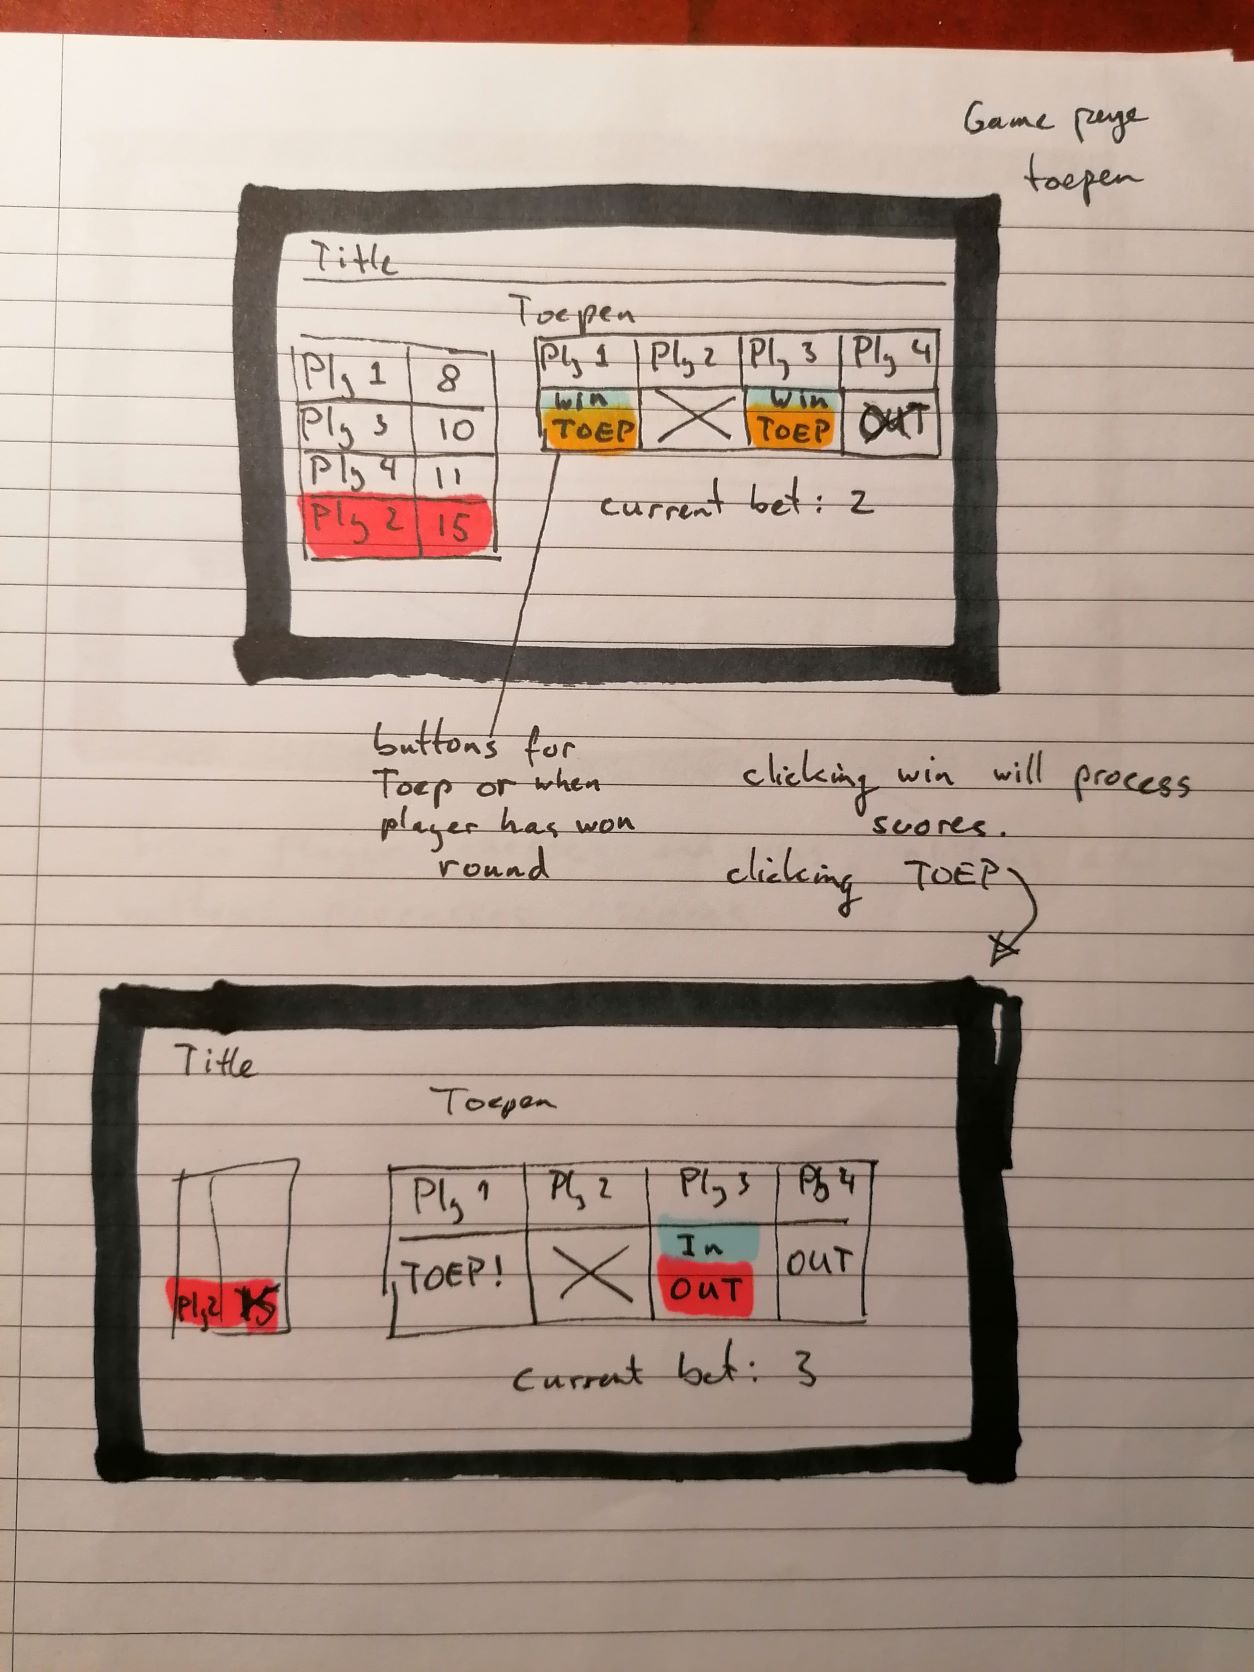 Game page
toepen
Title
Toepen
Ply 1 8
Ply 3 10
Ply 4 11
Ply 2 15
Ply 1 Ply 2 Ply 3 Ply 4
win win
TOEP TOEP OUT
current bet: 2
buttons for
Toep or when
player has won
round
clicking win will process
scores.
clicking TOEP
Title
Toepen
Ply 2 15
Ply 1 Ply 2 Ply 3 Ply 4
TOEP! In OUT
OUT
current bet: 3